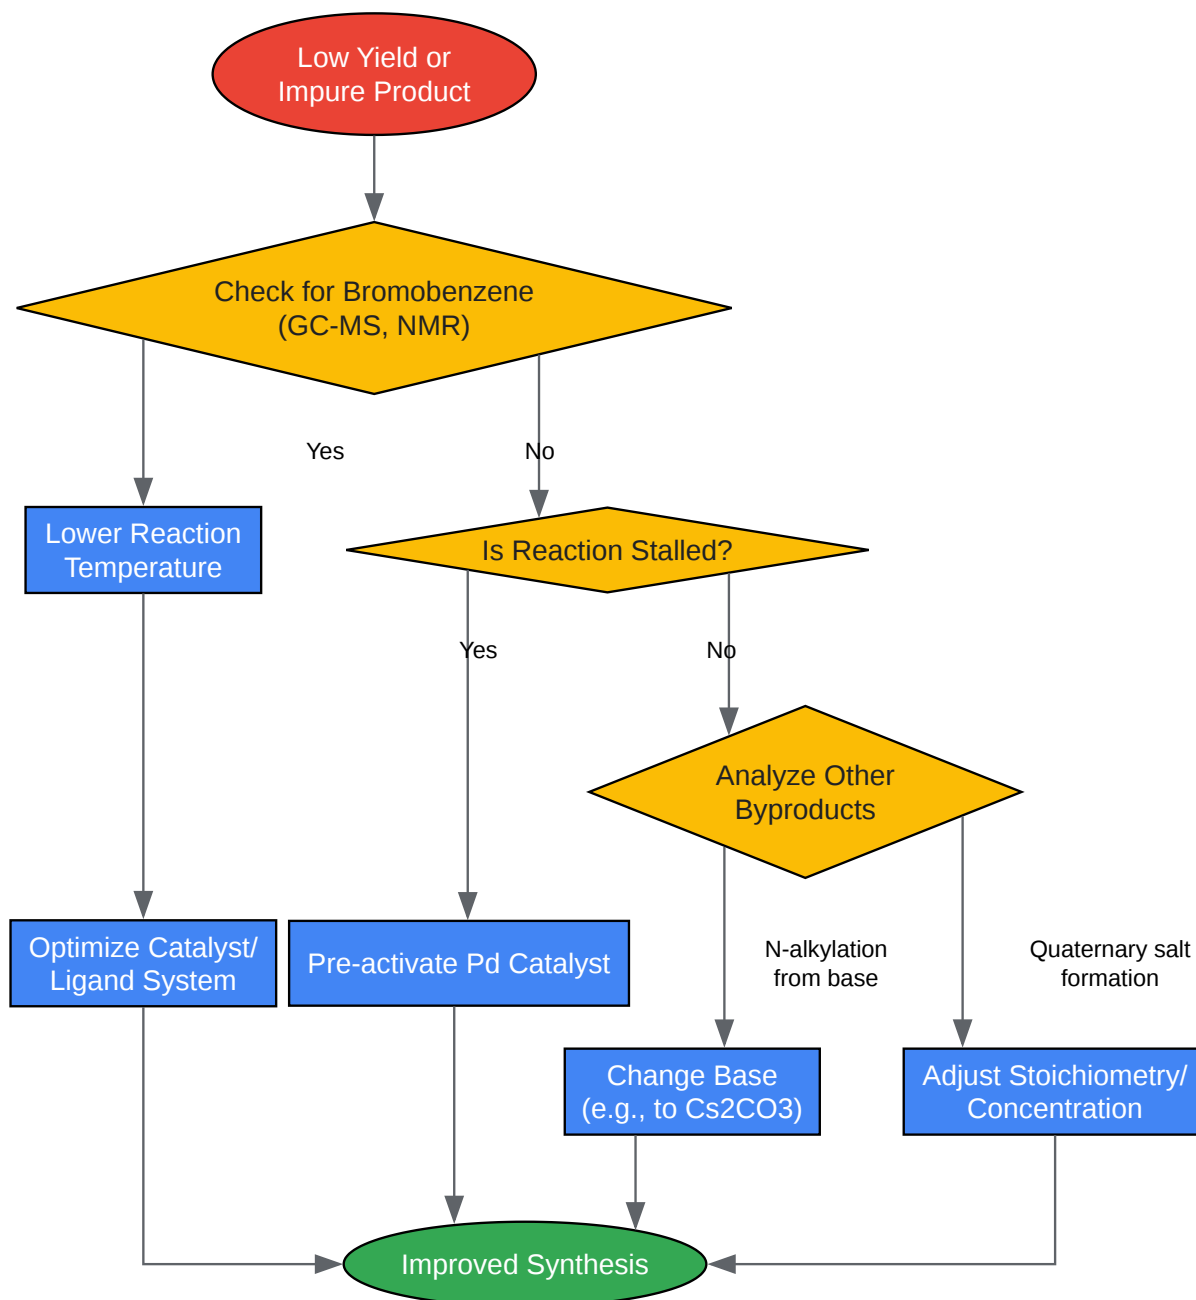 Low Yield or
Impure Product
Check for Bromobenzene
(GC-MS, NMR)
Yes
No
Lower Reaction
Temperature
Is Reaction Stalled?
Yes
No
Analyze Other
Byproducts
Optimize Catalyst/
Ligand System
Pre-activate Pd Catalyst
N-alkylation
from base
Quaternary salt
formation
Change Base
(e.g., to Cs2CO3)
Adjust Stoichiometry/
Concentration
Improved Synthesis